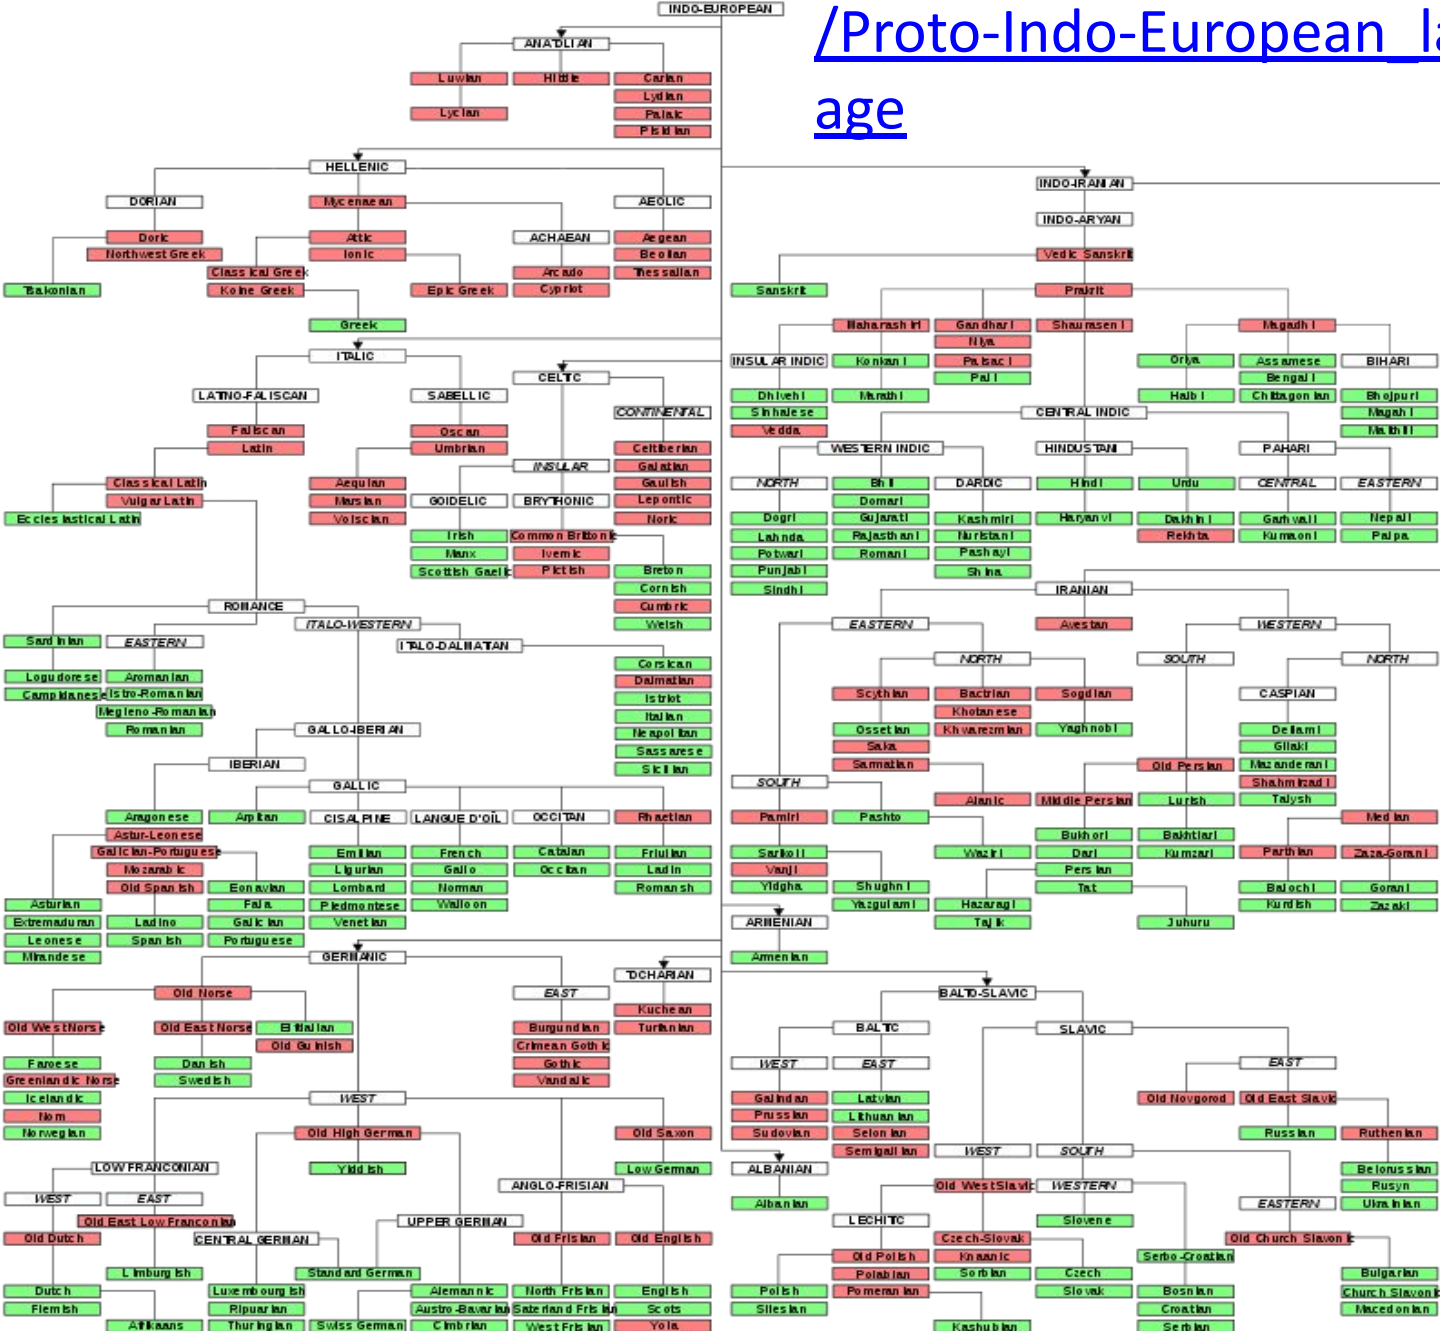 INDO-EUROPEAN
/Proto-Indo-European_la
age
ANATOLIAN
Luwian
Hittite
Carian
Lydian
Lycian
Palaic
Pisidian
HELLENIC
INDO-IRANIAN
DORIAN
Mycenaean
AEOLIC
INDO-ARYAN
Doric
Attic
ACHAEAN
Aegean
Northwest Greek
Ionic
Beotian
Vedic Sanskrit
Classical Greek
Arcado
Thessalian
Tsakonian
Koine Greek
Epic Greek
Cypriot
Sanskrit
Prakrit
Greek
Maharashtri
Gandhari
Shauraseni
Magadhi
Niya
ITALIC
INSULAR INDIC
Konkani
Paisaci
Oriya
Assamese
BIHARI
CELTIC
Pali
Bengali
LATINO-FALISCAN
SABELLIC
Dhivehi
Marathi
Halbi
Chittagonian
Bhojpuri
CONTINENTAL
Sinhalese
CENTRAL INDIC
Magahi
Faliscan
Oscan
Vedda
Maithili
Latin
Umbrian
Celtiberian
WESTERN INDIC
HINDUSTANI
PAHARI
INSULAR
Galatian
Classical Latin
Aequian
Gaulish
NORTH
Bhili
DARDIC
Hindi
Urdu
CENTRAL
EASTERN
Vulgar Latin
Marsian
GOIDELIC
BRYTHONIC
Lepontic
Domari
Ecclesiastical Latin
Volscian
Noric
Dogri
Gujarati
Kashmiri
Haryanvi
Dakhini
Garhwali
Nepali
Irish
Common Brittonic
Lahnda
Rajasthani
Nuristani
Rekhta
Kumaoni
Palpa
Manx
Ivernic
Potwari
Romani
Pashayi
Scottish Gaelic
Pictish
Breton
Punjabi
Shina
Cornish
Sindhi
IRANIAN
ROMANCE
Cumbric
ITALO-WESTERN
Welsh
EASTERN
Avestan
WESTERN
Sardinian
EASTERN
ITALO-DALMATIAN
Corsican
NORTH
SOUTH
NORTH
Logudorese
Aromanian
Dalmatian
Campidanese
Istro-Romanian
Istriot
Scythian
Bactrian
Sogdian
CASPIAN
Megleno-Romanian
Italian
Khotanese
Romanian
GALLO-IBERIAN
Neapolitan
Ossetian
Khwarezmian
Yaghnobi
Deilami
Sassarese
Saka
Gilaki
IBERIAN
Sicilian
Sarmatian
Old Persian
Mazanderani
GALLIC
SOUTH
Shahmirzadi
Alanic
Middle Persian
Lurish
Talysh
Aragonese
Arpitan
CISALPINE
LANGUE D'OÏL
OCCITAN
Rhaetian
Pamiri
Pashto
Median
Astur-Leonese
Bukhori
Bakhtiari
Galician-Portuguese
Emilian
French
Catalan
Friulian
Sarikoli
Waziri
Dari
Kumzari
Parthian
Zaza-Gorani
Mozarabic
Ligurian
Gallo
Occitan
Ladin
Vanji
Persian
Old Spanish
Eonavian
Lombard
Norman
Romansh
Yidgha
Shughni
Tat
Balochi
Gorani
Asturian
Fala
Piedmontese
Walloon
Yazgulami
Hazaragi
Kurdish
Zazaki
Extremaduran
Ladino
Galician
Venetian
ARMENIAN
Tajik
Juhuru
Leonese
Spanish
Portuguese
Mirandese
GERMANIC
Armenian
TOCHARIAN
Old Norse
EAST
BALTO-SLAVIC
Kuchean
Old West Norse
Old East Norse
Elfdalian
Burgundian
Turfanian
BALTIC
SLAVIC
Old Gutnish
Crimean Gothic
Faroese
Danish
Gothic
WEST
EAST
EAST
Greenlandic Norse
Swedish
Vandalic
Icelandic
WEST
Galindan
Latvian
Old Novgorod
Old East Slavic
Norn
Prussian
Lithuanian
Norwegian
Old High German
Old Saxon
Sudovian
Selonian
Russian
Ruthenian
Semigallian
WEST
SOUTH
LOW FRANCONIAN
Yiddish
Low German
ALBANIAN
Belorussian
ANGLO-FRISIAN
Old West Slavic
WESTERN
Rusyn
WEST
EAST
Albanian
EASTERN
Ukrainian
Old East Low Franconian
UPPER GERMAN
LECHITIC
Slovene
Old Dutch
CENTRAL GERMAN
Old Frisian
Old English
Czech-Slovak
Old Church Slavonic
Old Polish
Knaanic
Serbo-Croatian
Limburgish
Standard German
Polabian
Sorbian
Czech
Bulgarian
Dutch
Luxembourgish
Alemannic
North Frisian
English
Polish
Pomeranian
Slovak
Bosnian
Church Slavonic
Flemish
Ripuarian
Austro-Bavarian
Saterland Frisian
Scots
Silesian
Croatian
Macedonian
Afrikaans
Thuringian
Swiss German
Cimbrian
West Frisian
Yola
Kashubian
Serbian